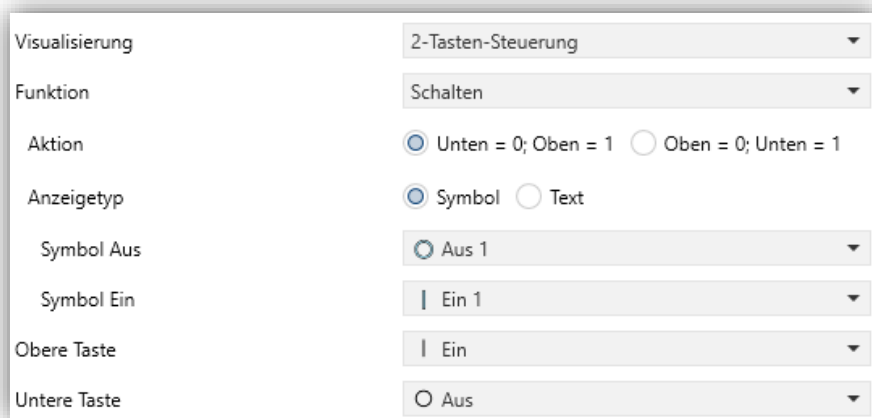 Visualisierung 2-Tasten-Steuerung
Funktion Schalten
Aktion Unten = 0; Oben = 1 Oben = 0; Unten = 1
Anzeigetyp Symbol Text
Symbol Aus Aus 1
Symbol Ein Ein 1
Obere Taste Ein
Untere Taste Aus